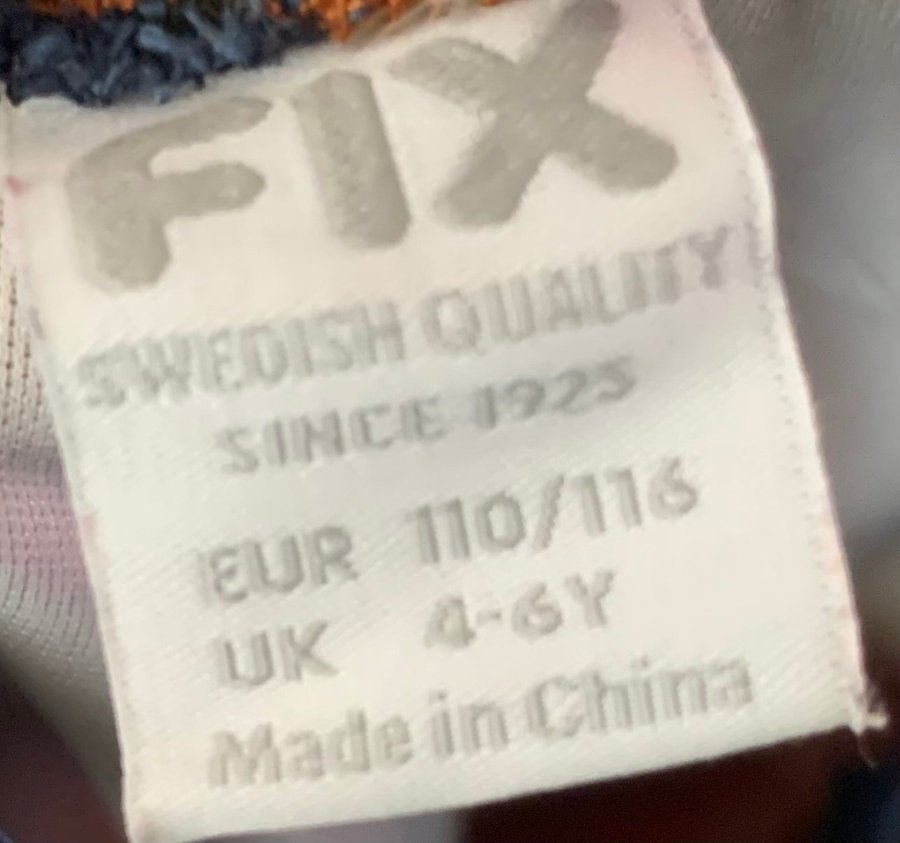 FIX
SWEDISH QUALITY
SINCE 1925
EUR 110/116
UK 4-6Y
Made in China